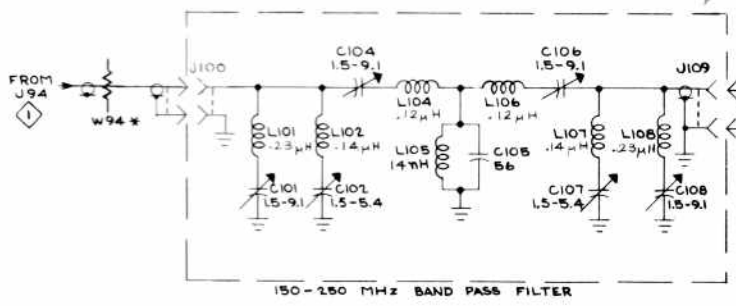 FROM
J94
1
W94 *
J100
C104
1.5-9.1
L104
.12μH
L106
.12μH
C106
1.5-9.1
J109
L101
.23μH
L102
.14μH
L105
14nH
C105
56
L107
.14μH
L108
.23μH
C101
1.5-9.1
C102
1.5-5.4
C107
1.5-5.4
C108
1.5-9.1
150-250 MHz BAND PASS FILTER